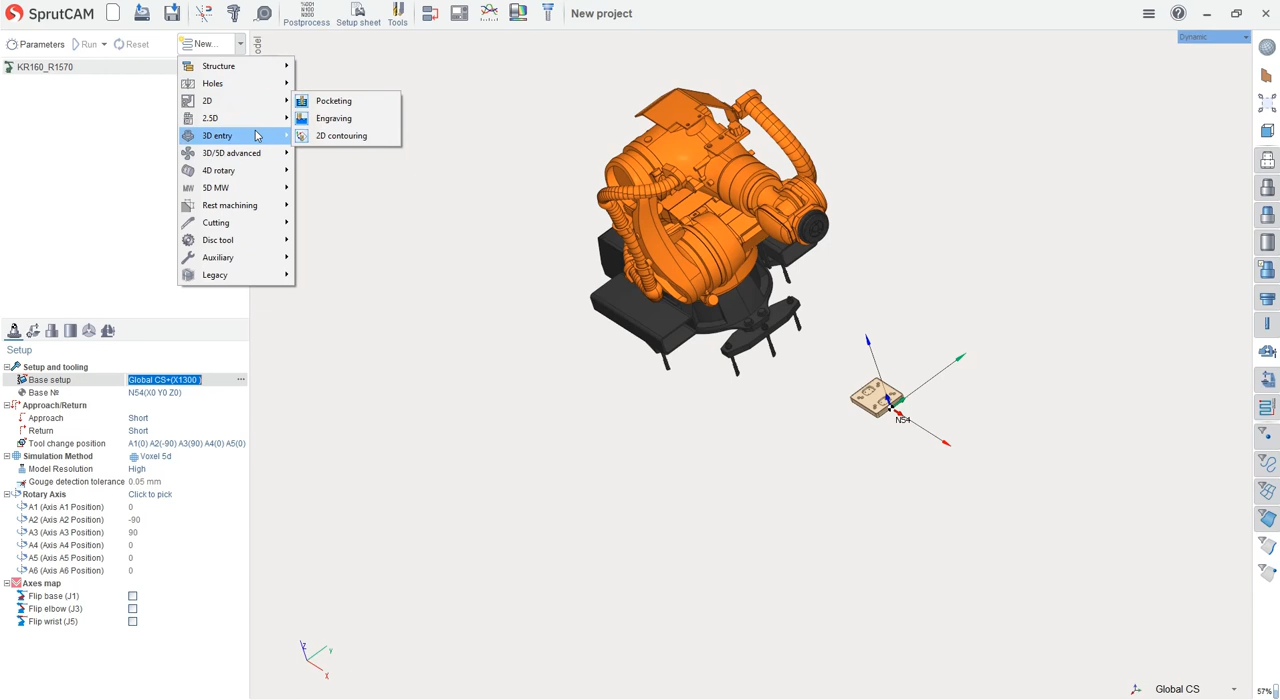 SprutCAM
Postprocess
Setup sheet
Tools
New project
Parameters
Run
Reset
New...
odel
Dynamic
KR160_R1570
Structure
Holes
2D
2.5D
3D entry
3D/5D advanced
4D rotary
5D MW
Rest machining
Cutting
Disc tool
Auxiliary
Legacy
Pocketing
Engraving
2D contouring
Setup
Setup and tooling
Base setup Global CS+(X1300 )
Base № N54(X0 Y0 Z0)
Approach/Return
Approach Short
Return Short
Tool change position A1(0) A2(-90) A3(90) A4(0) A5(0)
Simulation Method Voxel 5d
Model Resolution High
Gouge detection tolerance 0.05 mm
Rotary Axis Click to pick
A1 (Axis A1 Position) 0
A2 (Axis A2 Position) -90
A3 (Axis A3 Position) 90
A4 (Axis A4 Position) 0
A5 (Axis A5 Position) 0
A6 (Axis A6 Position) 0
Axes map
Flip base (J1)
Flip elbow (J3)
Flip wrist (J5)
N54
Z
Y
X
Global CS
57%